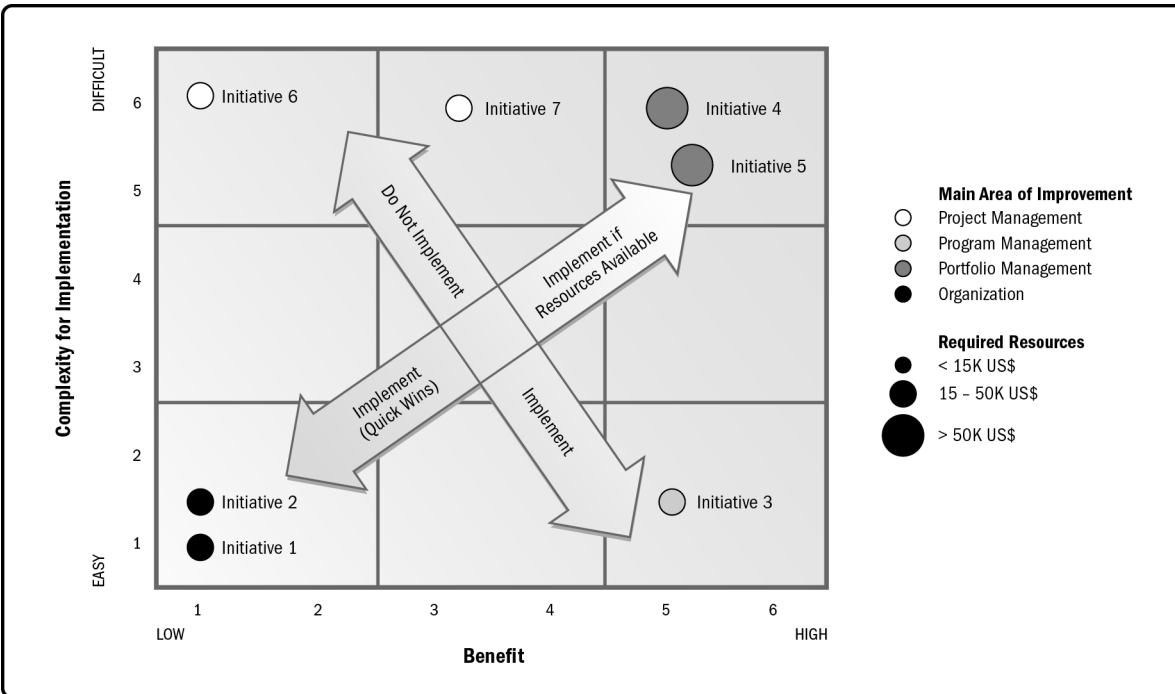 DIFFICULT
Complexity for Implementation
EASY
6
5
4
3
2
1
Initiative 6
Initiative 7
Initiative 4
Initiative 5
Do Not Implement
Implement if
Resources Available
Implement
(Quick Wins)
Implement
Initiative 2
Initiative 1
Initiative 3
1
2
3
4
5
6
LOW
HIGH
Benefit
Main Area of Improvement
Project Management
Program Management
Portfolio Management
Organization
Required Resources
< 15K US$
15 – 50K US$
> 50K US$